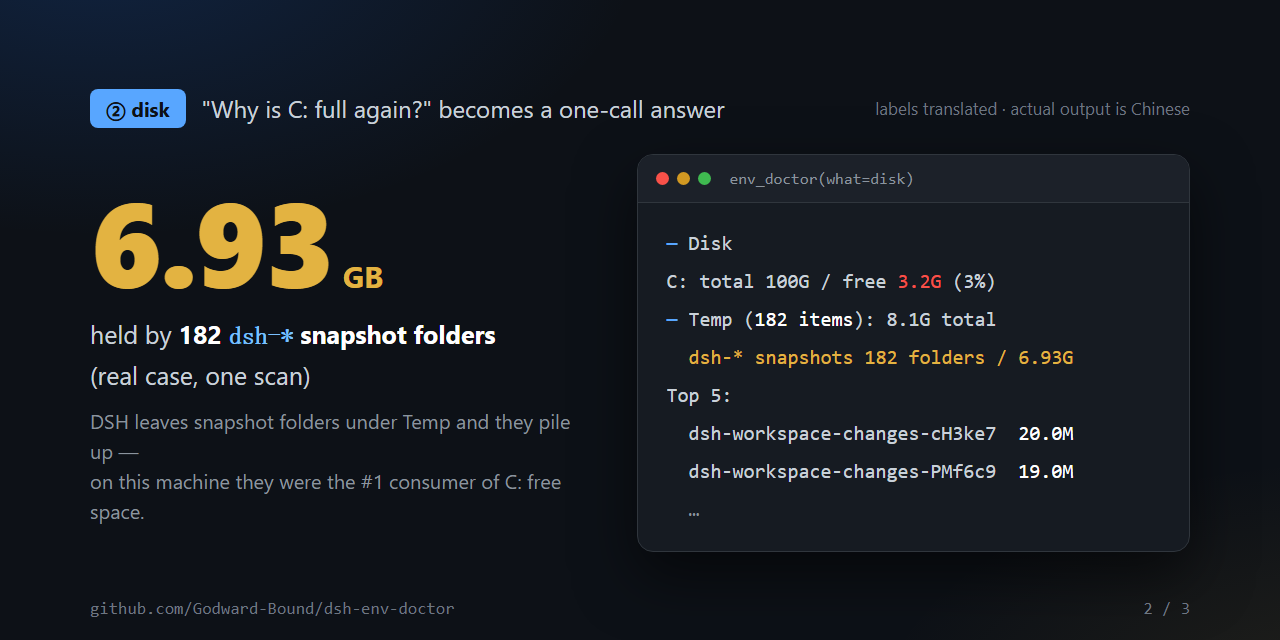 ② disk "Why is C: full again?" becomes a one-call answer
labels translated · actual output is Chinese
6.93 GB
held by 182 dsh-* snapshot folders
(real case, one scan)
DSH leaves snapshot folders under Temp and they pile
up —
on this machine they were the #1 consumer of C: free
space.
env_doctor(what=disk)
— Disk
C: total 100G / free 3.2G (3%)
— Temp (182 items): 8.1G total
dsh-* snapshots 182 folders / 6.93G
Top 5:
dsh-workspace-changes-cH3ke7 20.0M
dsh-workspace-changes-PMf6c9 19.0M
…
github.com/Godward-Bound/dsh-env-doctor
2 / 3